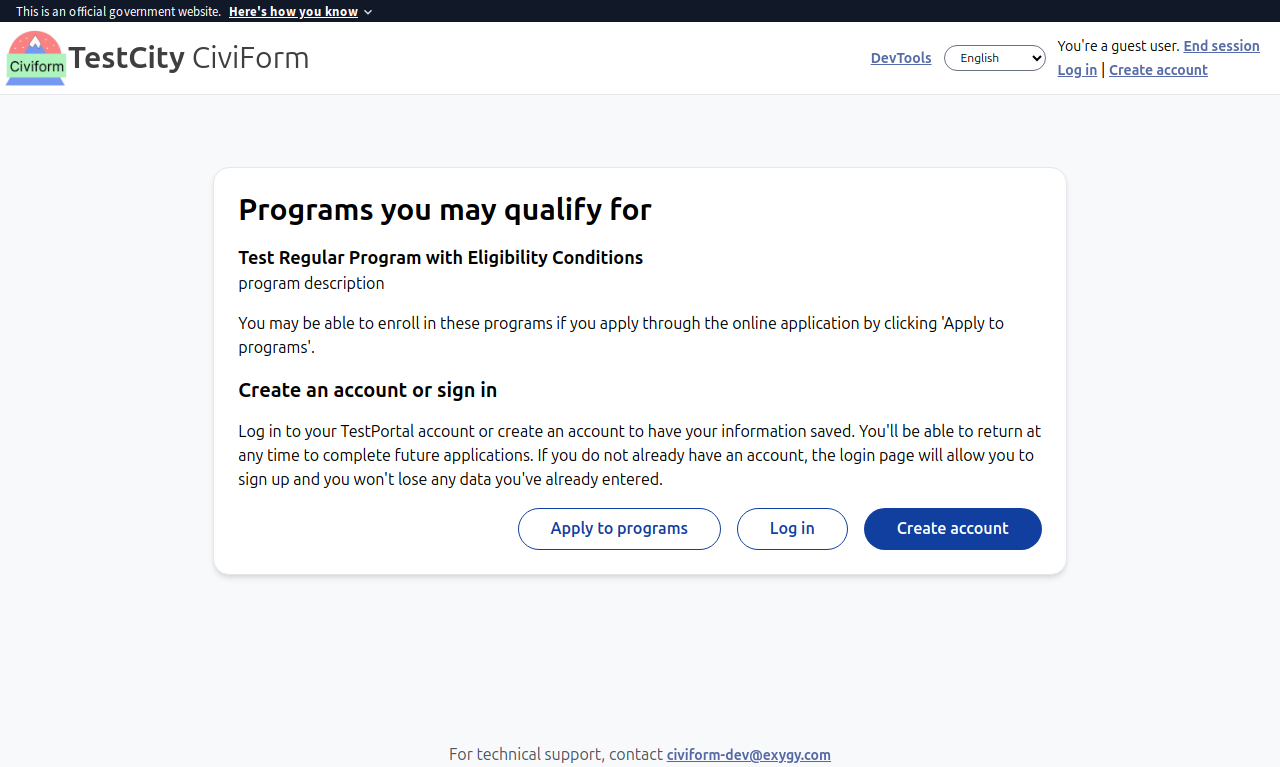 This is an official government website. Here's how you know
Civiform
TestCity CiviForm
DevTools
English
You're a guest user. End session
Log in | Create account
Programs you may qualify for
Test Regular Program with Eligibility Conditions
program description
You may be able to enroll in these programs if you apply through the online application by clicking 'Apply to
programs'.
Create an account or sign in
Log in to your TestPortal account or create an account to have your information saved. You'll be able to return at
any time to complete future applications. If you do not already have an account, the login page will allow you to
sign up and you won't lose any data you've already entered.
Apply to programs
Log in
Create account
For technical support, contact civiform-dev@exygy.com